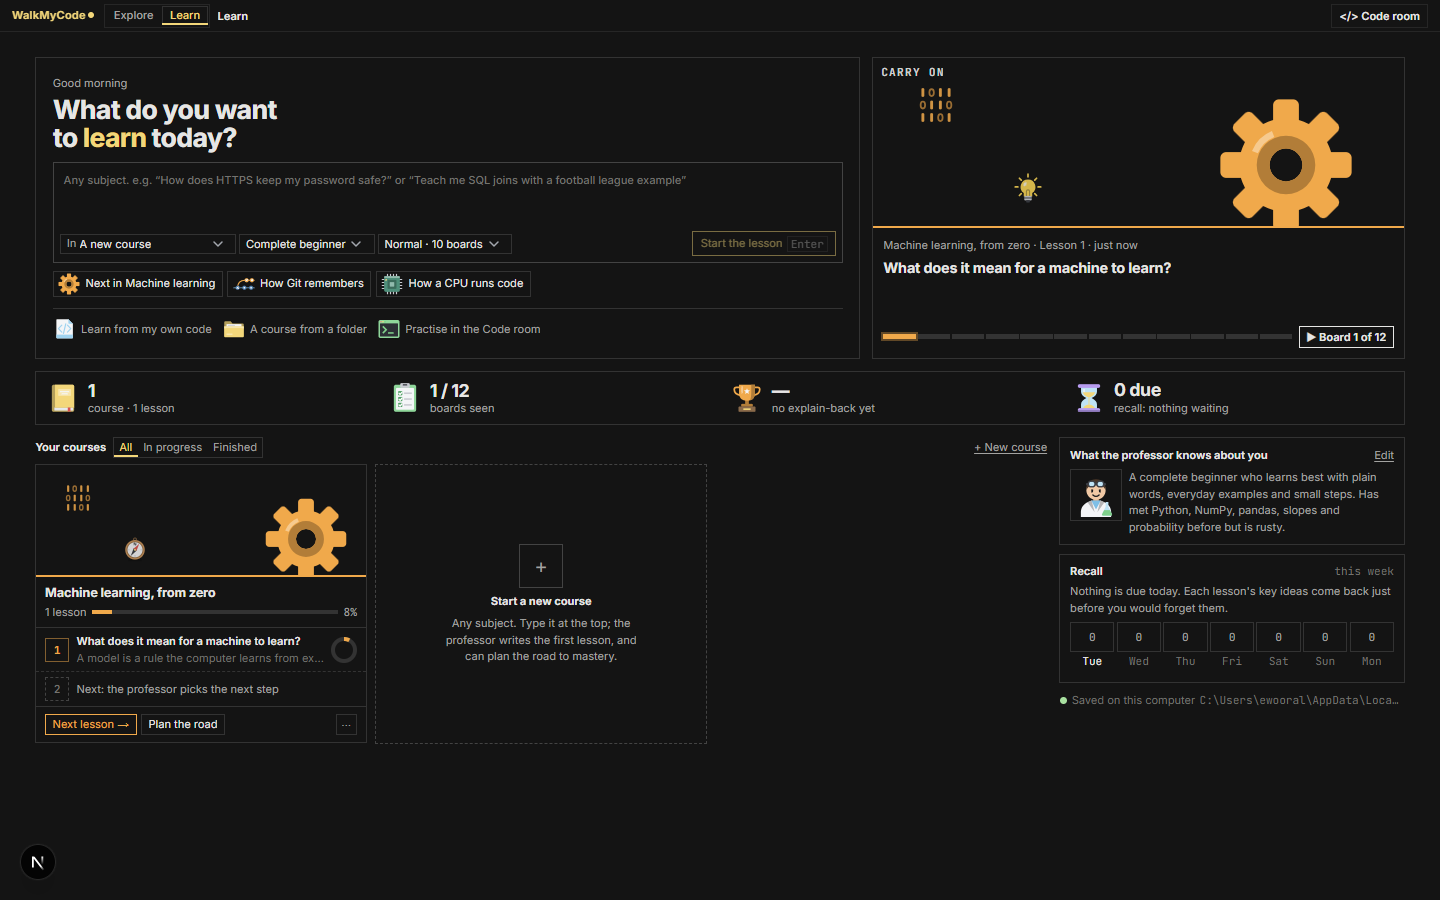 WalkMyCode
Explore
Learn
Learn
</> Code room
Good morning
What do you want
to learn today?
Any subject. e.g. “How does HTTPS keep my password safe?” or “Teach me SQL joins with a football league example”
In A new course
Complete beginner
Normal · 10 boards
Start the lesson Enter
Next in Machine learning
How Git remembers
How a CPU runs code
Learn from my own code
A course from a folder
Practise in the Code room
CARRY ON
Machine learning, from zero · Lesson 1 · just now
What does it mean for a machine to learn?
▶ Board 1 of 12
1
course · 1 lesson
1 / 12
boards seen
—
no explain-back yet
0 due
recall: nothing waiting
Your courses
All
In progress
Finished
+ New course
Machine learning, from zero
1 lesson
8%
1
What does it mean for a machine to learn?
A model is a rule the computer learns from ex...
2
Next: the professor picks the next step
Next lesson →
Plan the road
...
+
Start a new course
Any subject. Type it at the top; the
professor writes the first lesson, and
can plan the road to mastery.
What the professor knows about you
Edit
A complete beginner who learns best with plain
words, everyday examples and small steps. Has
met Python, NumPy, pandas, slopes and
probability before but is rusty.
Recall
this week
Nothing is due today. Each lesson's key ideas come back just
before you would forget them.
0 0 0 0 0 0 0
Tue Wed Thu Fri Sat Sun Mon
Saved on this computer C:\Users\ewooral\AppData\Loca...
N